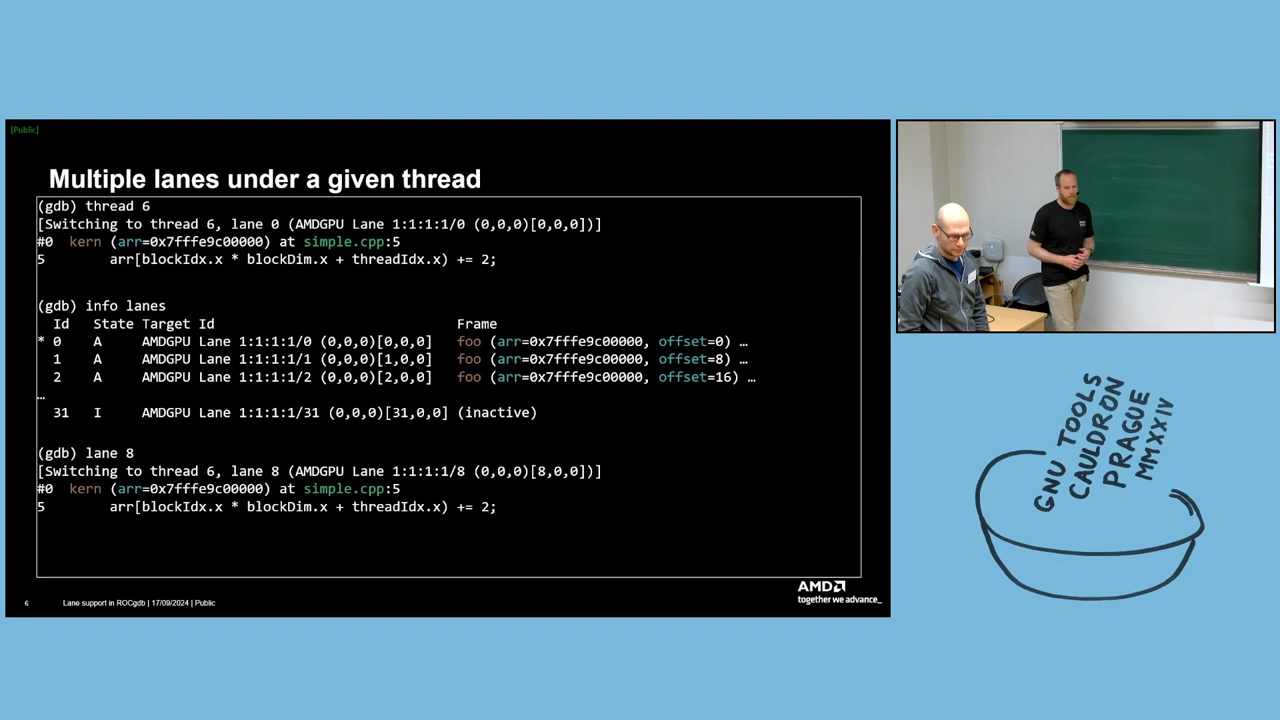 [Public]
Multiple lanes under a given thread
(gdb) thread 6
[Switching to thread 6, lane 0 (AMDGPU Lane 1:1:1:1/0 (0,0,0)[0,0,0])]
#0  kern (arr=0x7fffe9c00000) at simple.cpp:5
5        arr[blockIdx.x * blockDim.x + threadIdx.x) += 2;
(gdb) info lanes
Id   State Target Id   Frame
* 0    A     AMDGPU Lane 1:1:1:1/0 (0,0,0)[0,0,0]   foo (arr=0x7fffe9c00000, offset=0) …
1    A     AMDGPU Lane 1:1:1:1/1 (0,0,0)[1,0,0]   foo (arr=0x7fffe9c00000, offset=8) …
2    A     AMDGPU Lane 1:1:1:1/2 (0,0,0)[2,0,0]   foo (arr=0x7fffe9c00000, offset=16) …
…
31   I     AMDGPU Lane 1:1:1:1/31 (0,0,0)[31,0,0] (inactive)
(gdb) lane 8
[Switching to thread 6, lane 8 (AMDGPU Lane 1:1:1:1/8 (0,0,0)[8,0,0])]
#0  kern (arr=0x7fffe9c00000) at simple.cpp:5
5        arr[blockIdx.x * blockDim.x + threadIdx.x) += 2;
AMD
together we advance_
6
Lane support in ROCgdb | 17/09/2024 | Public
GNU TOOLS
CAULDRON
PRAGUE
MMXXIV